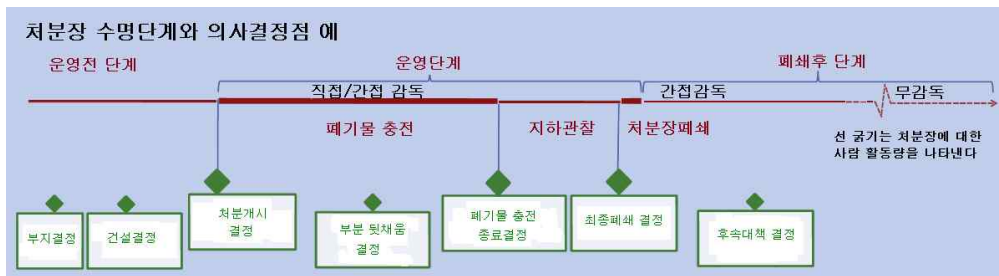 처분장 수명단계와 의사결정점 예
운영전 단계
운영단계
폐쇄후 단계
직접/간접 감독
간접감독
무감독
폐기물 충전
지하관찰
처분장폐쇄
선 굵기는 처분장에 대한
사람 활동량을 나타낸다
부지결정
건설결정
처분개시
결정
부분 뒷채움
결정
폐기물 충전
종료결정
최종폐쇄 결정
후속대책 결정